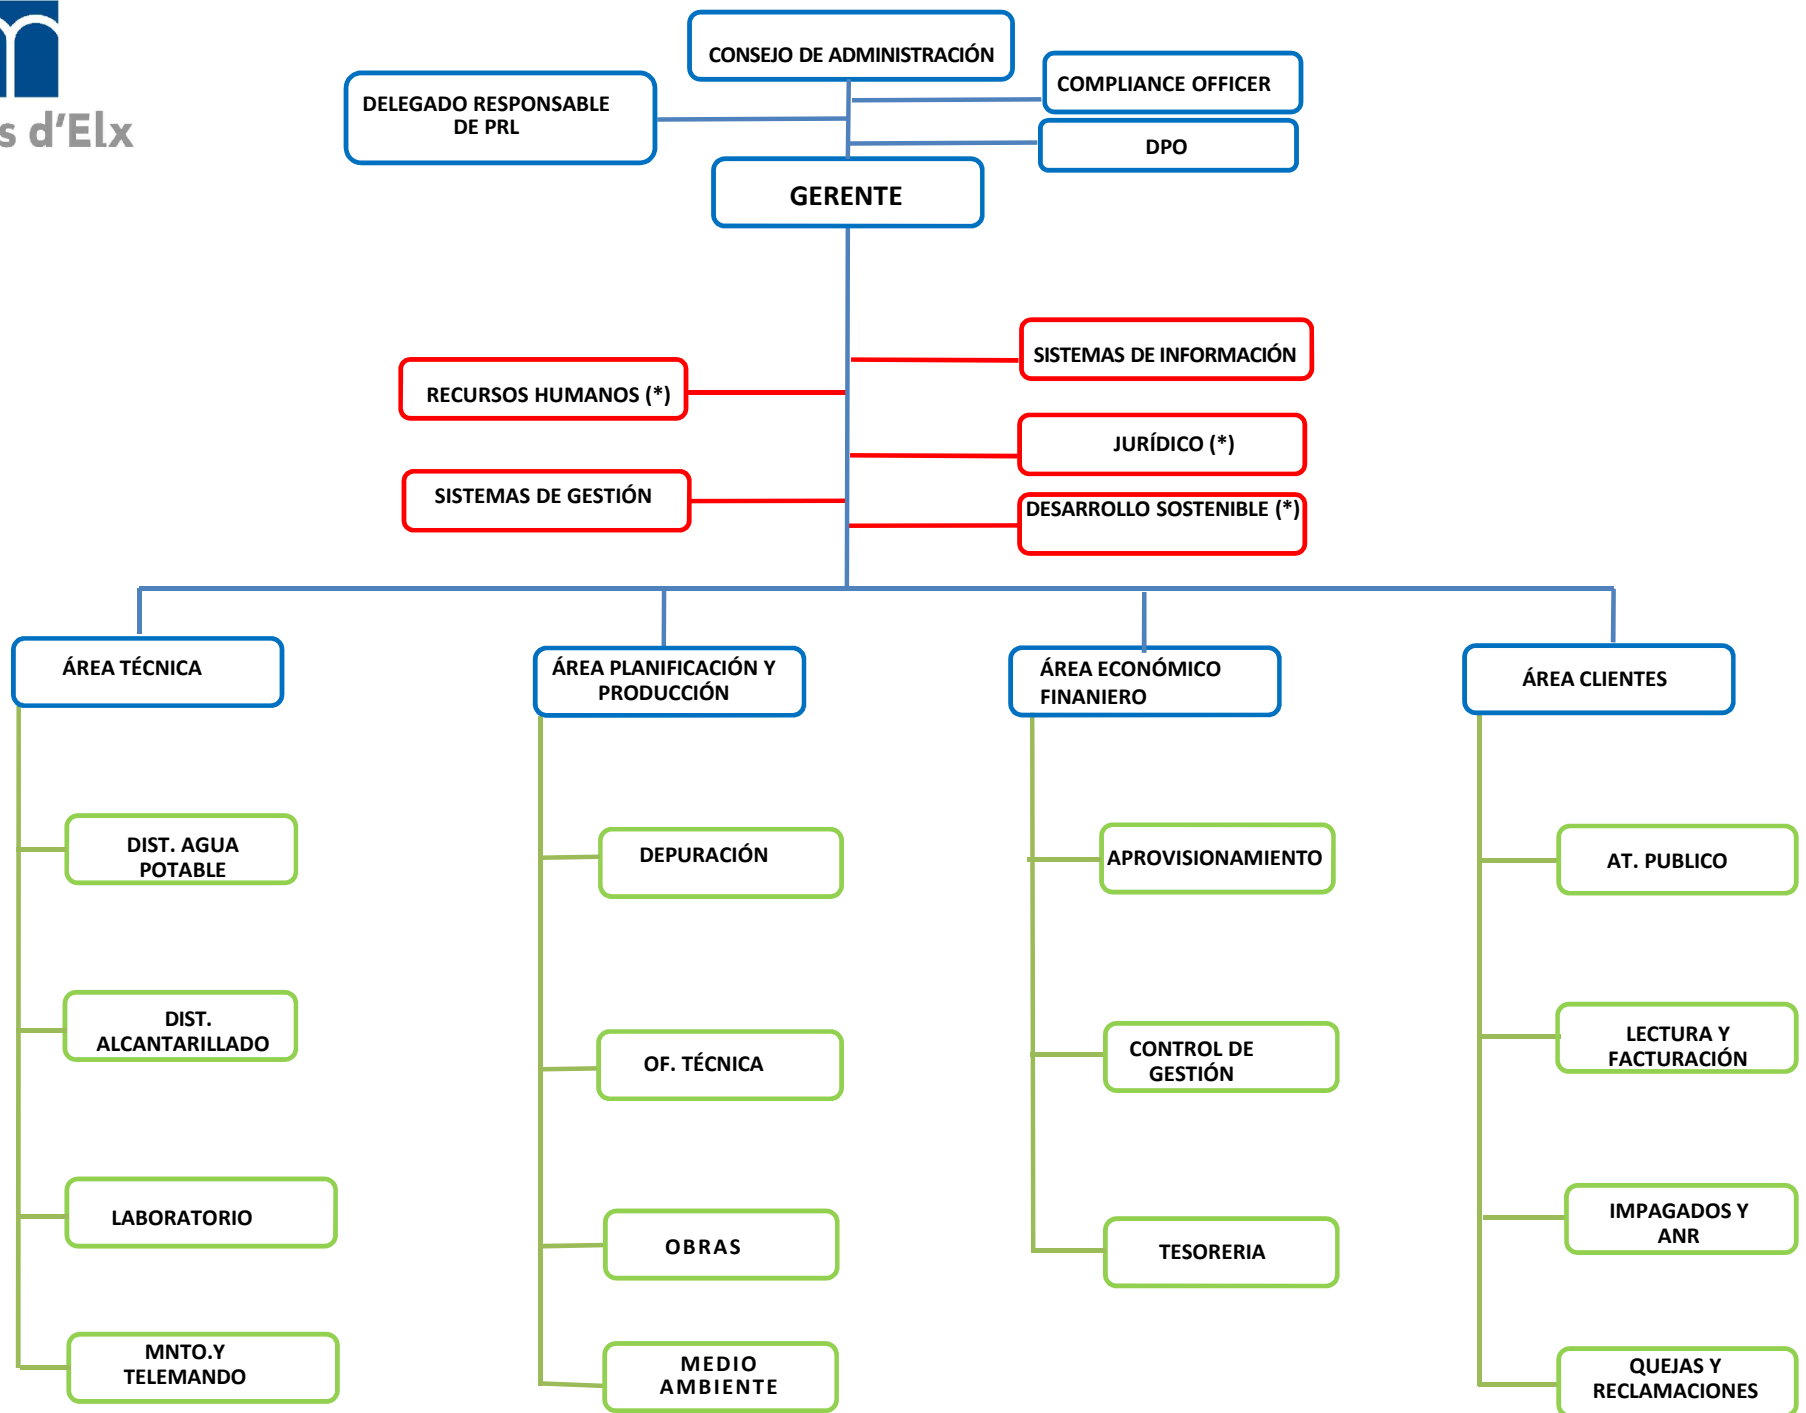 s d'Elx
CONSEJO DE ADMINISTRACIÓN
COMPLIANCE OFFICER
DELEGADO RESPONSABLE
DE PRL
DPO
GERENTE
SISTEMAS DE INFORMACIÓN
RECURSOS HUMANOS (*)
JURÍDICO (*)
SISTEMAS DE GESTIÓN
DESARROLLO SOSTENIBLE (*)
ÁREA TÉCNICA
ÁREA PLANIFICACIÓN Y
PRODUCCIÓN
ÁREA ECONÓMICO
FINANIERO
ÁREA CLIENTES
DIST. AGUA
POTABLE
DEPURACIÓN
APROVISIONAMIENTO
AT. PUBLICO
DIST.
ALCANTARILLADO
OF. TÉCNICA
CONTROL DE
GESTIÓN
LECTURA Y
FACTURACIÓN
LABORATORIO
OBRAS
TESORERIA
IMPAGADOS Y
ANR
MNTO.Y
TELEMANDO
MEDIO
AMBIENTE
QUEJAS Y
RECLAMACIONES